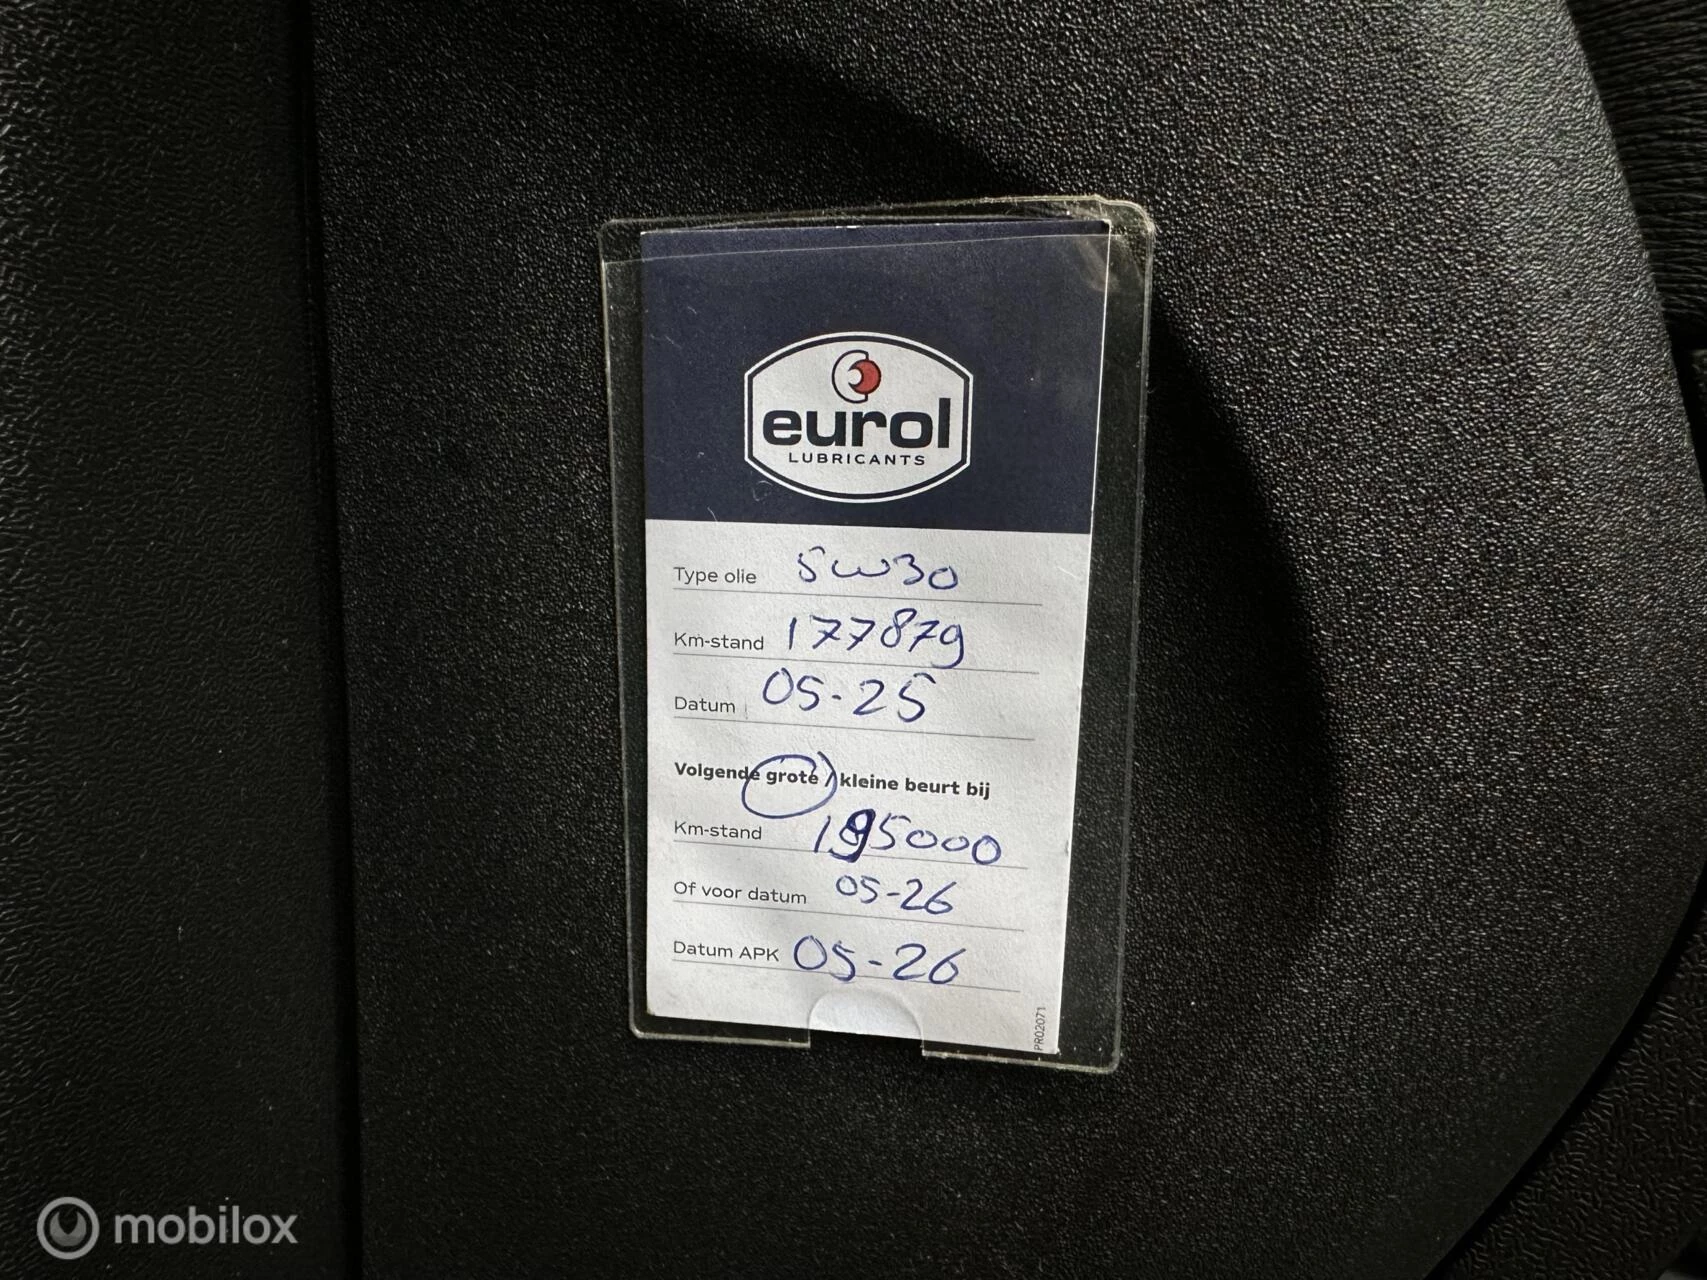 eurol
LUBRICANTS
Type olie 5W30
Km-stand 177879
Datum 05-25
Volgende grote / kleine beurt bij
Km-stand 195000
Of voor datum 05-26
Datum APK 05-26
PR02071
mobilox